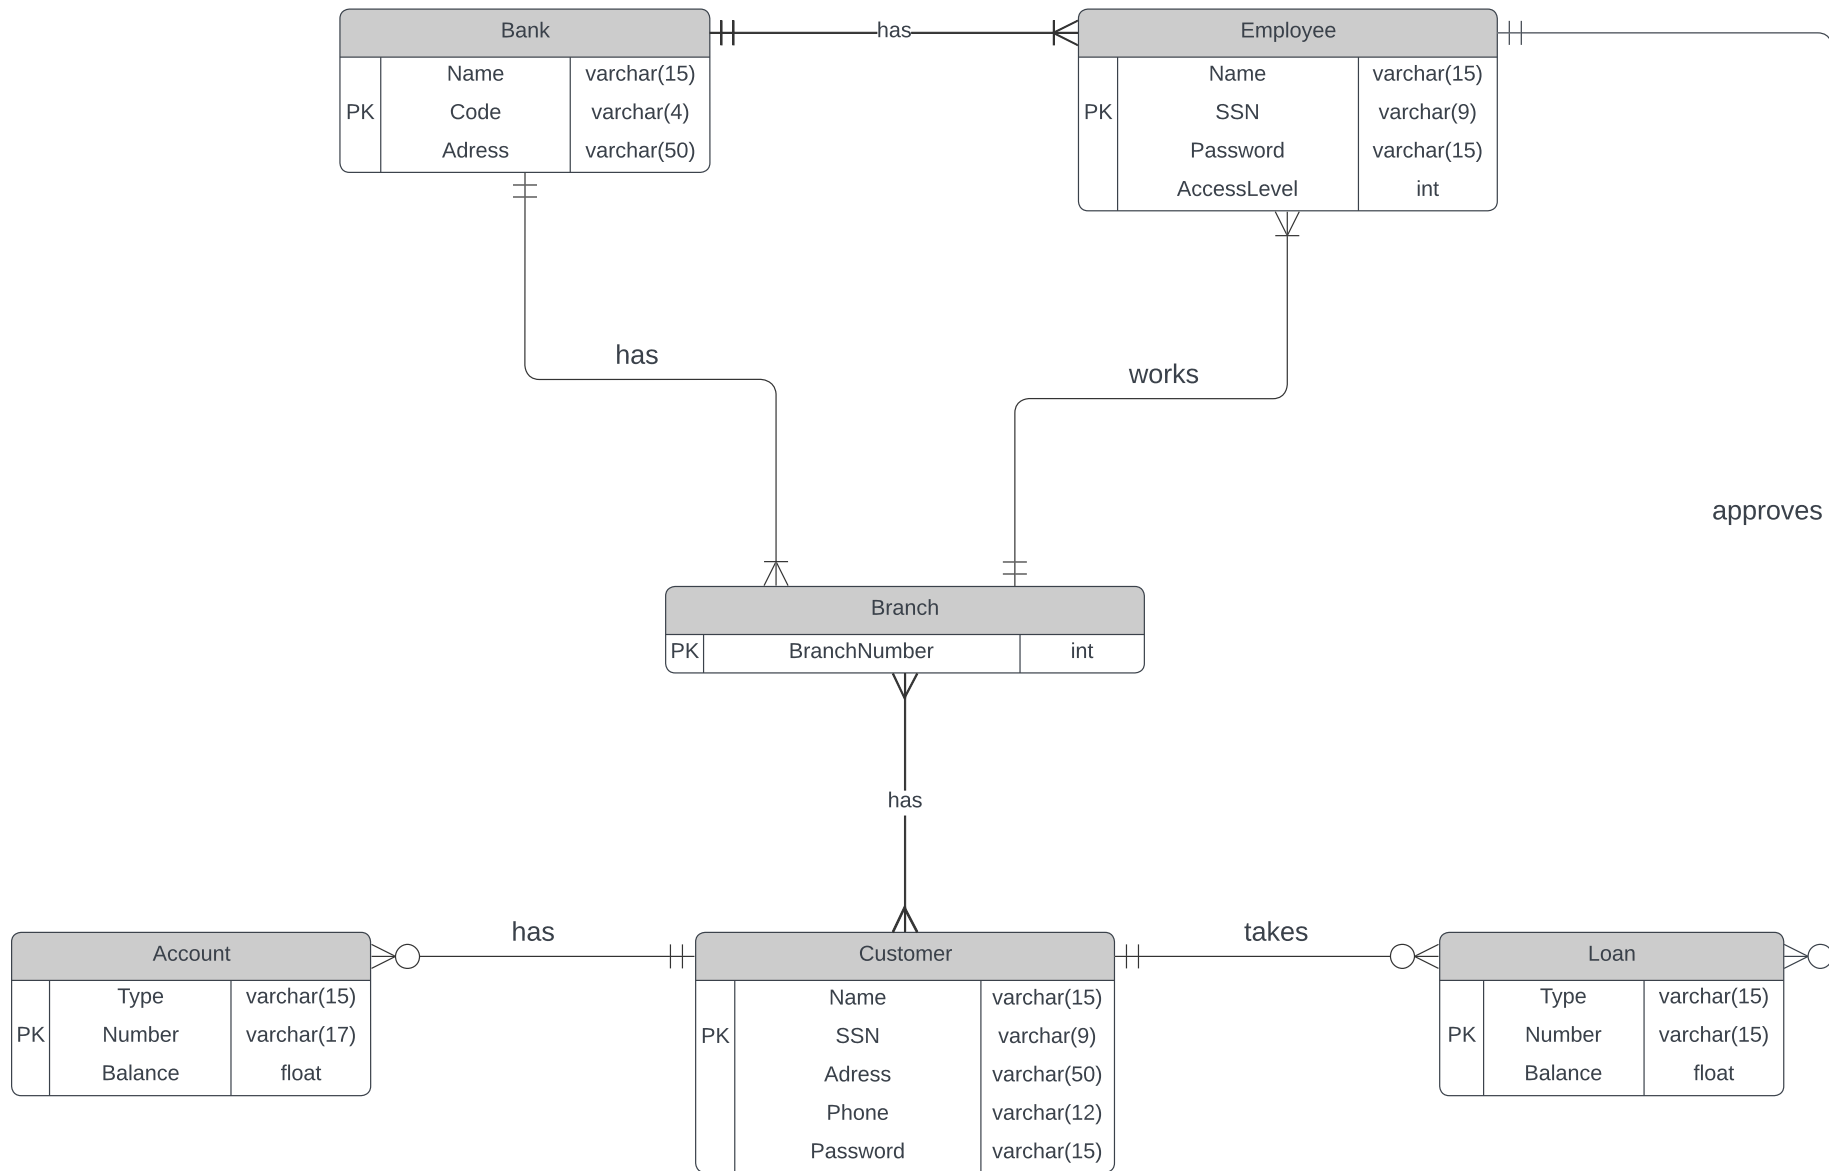 Bank
Name varchar(15)
PK Code varchar(4)
Adress varchar(50)
has
Employee
Name varchar(15)
PK SSN varchar(9)
Password varchar(15)
AccessLevel int
has
works
approves
Branch
PK BranchNumber int
has
Account
Type varchar(15)
PK Number varchar(17)
Balance float
has
Customer
Name varchar(15)
PK SSN varchar(9)
Adress varchar(50)
Phone varchar(12)
Password varchar(15)
takes
Loan
Type varchar(15)
PK Number varchar(15)
Balance float